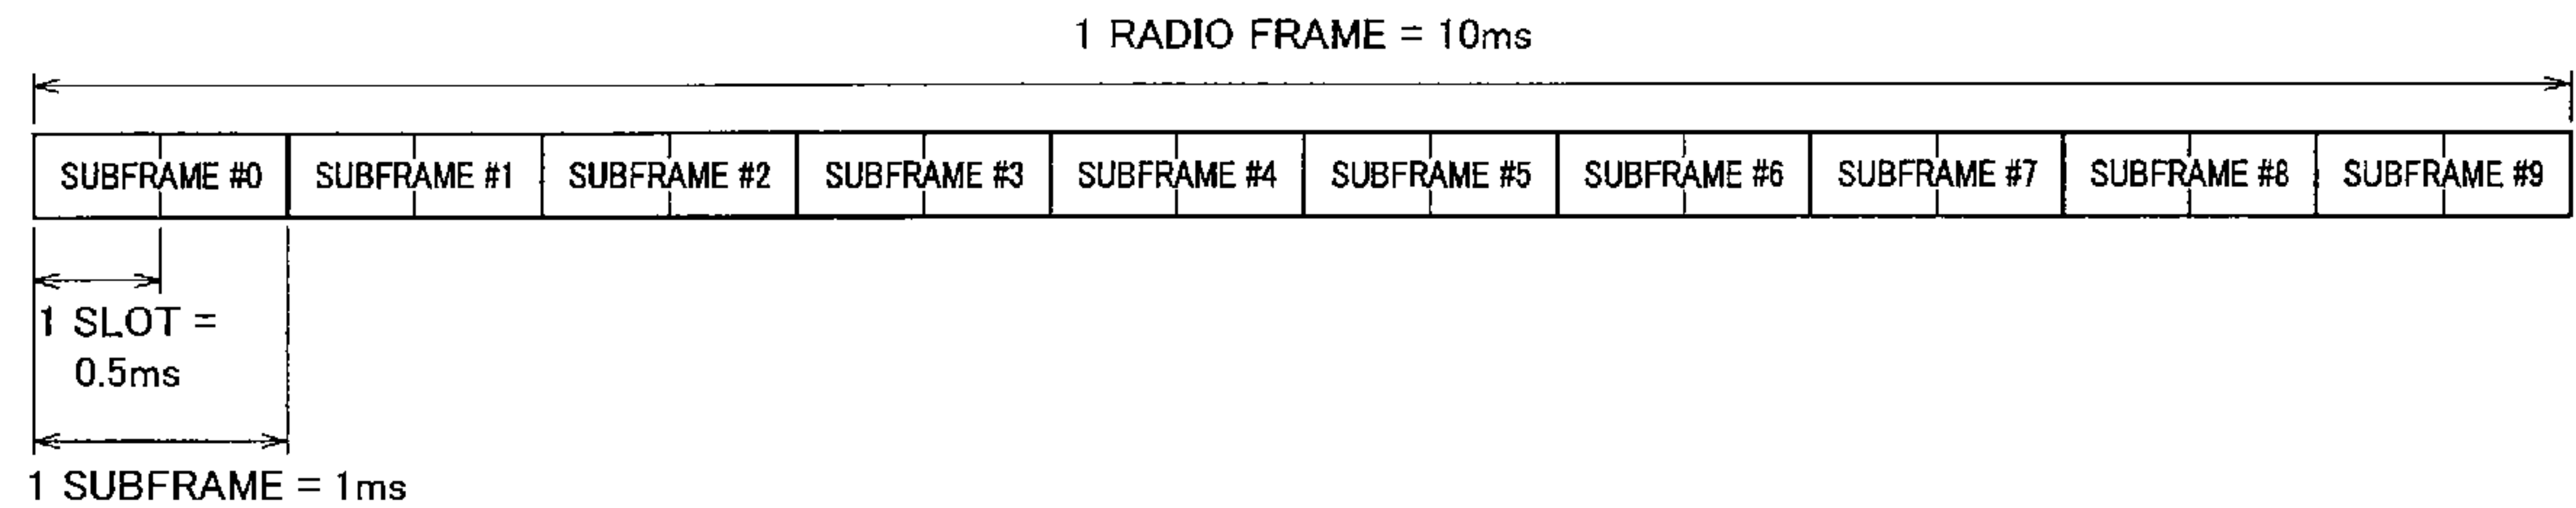 1 RADIO FRAME = 10ms
SUBFRAME #0 SUBFRAME #1 SUBFRAME #2 SUBFRAME #3 SUBFRAME #4 SUBFRAME #5 SUBFRAME #6 SUBFRAME #7 SUBFRAME #8 SUBFRAME #9
1 SLOT =
0.5ms
1 SUBFRAME = 1ms